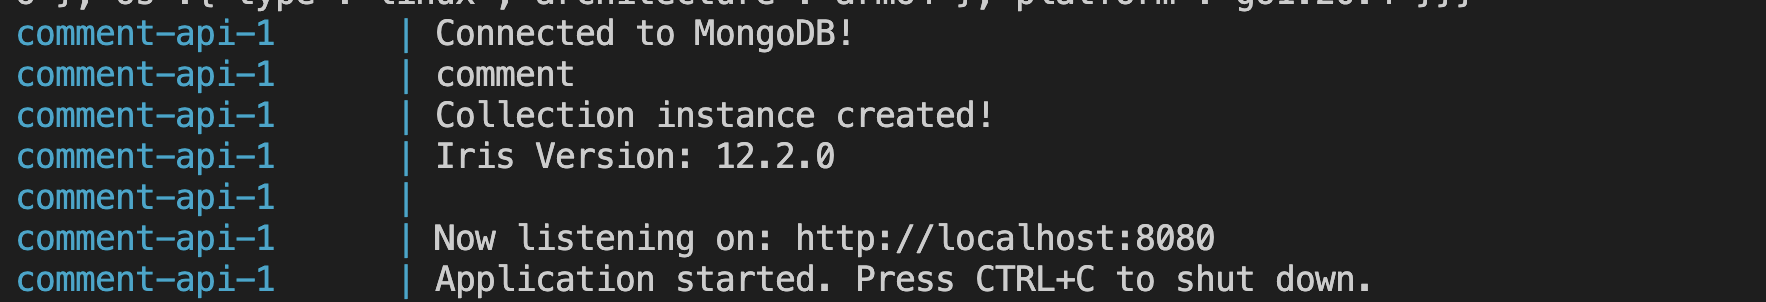 comment-api-1 | Connected to MongoDB!
comment-api-1 | comment
comment-api-1 | Collection instance created!
comment-api-1 | Iris Version: 12.2.0
comment-api-1 |
comment-api-1 | Now listening on: http://localhost:8080
comment-api-1 | Application started. Press CTRL+C to shut down.